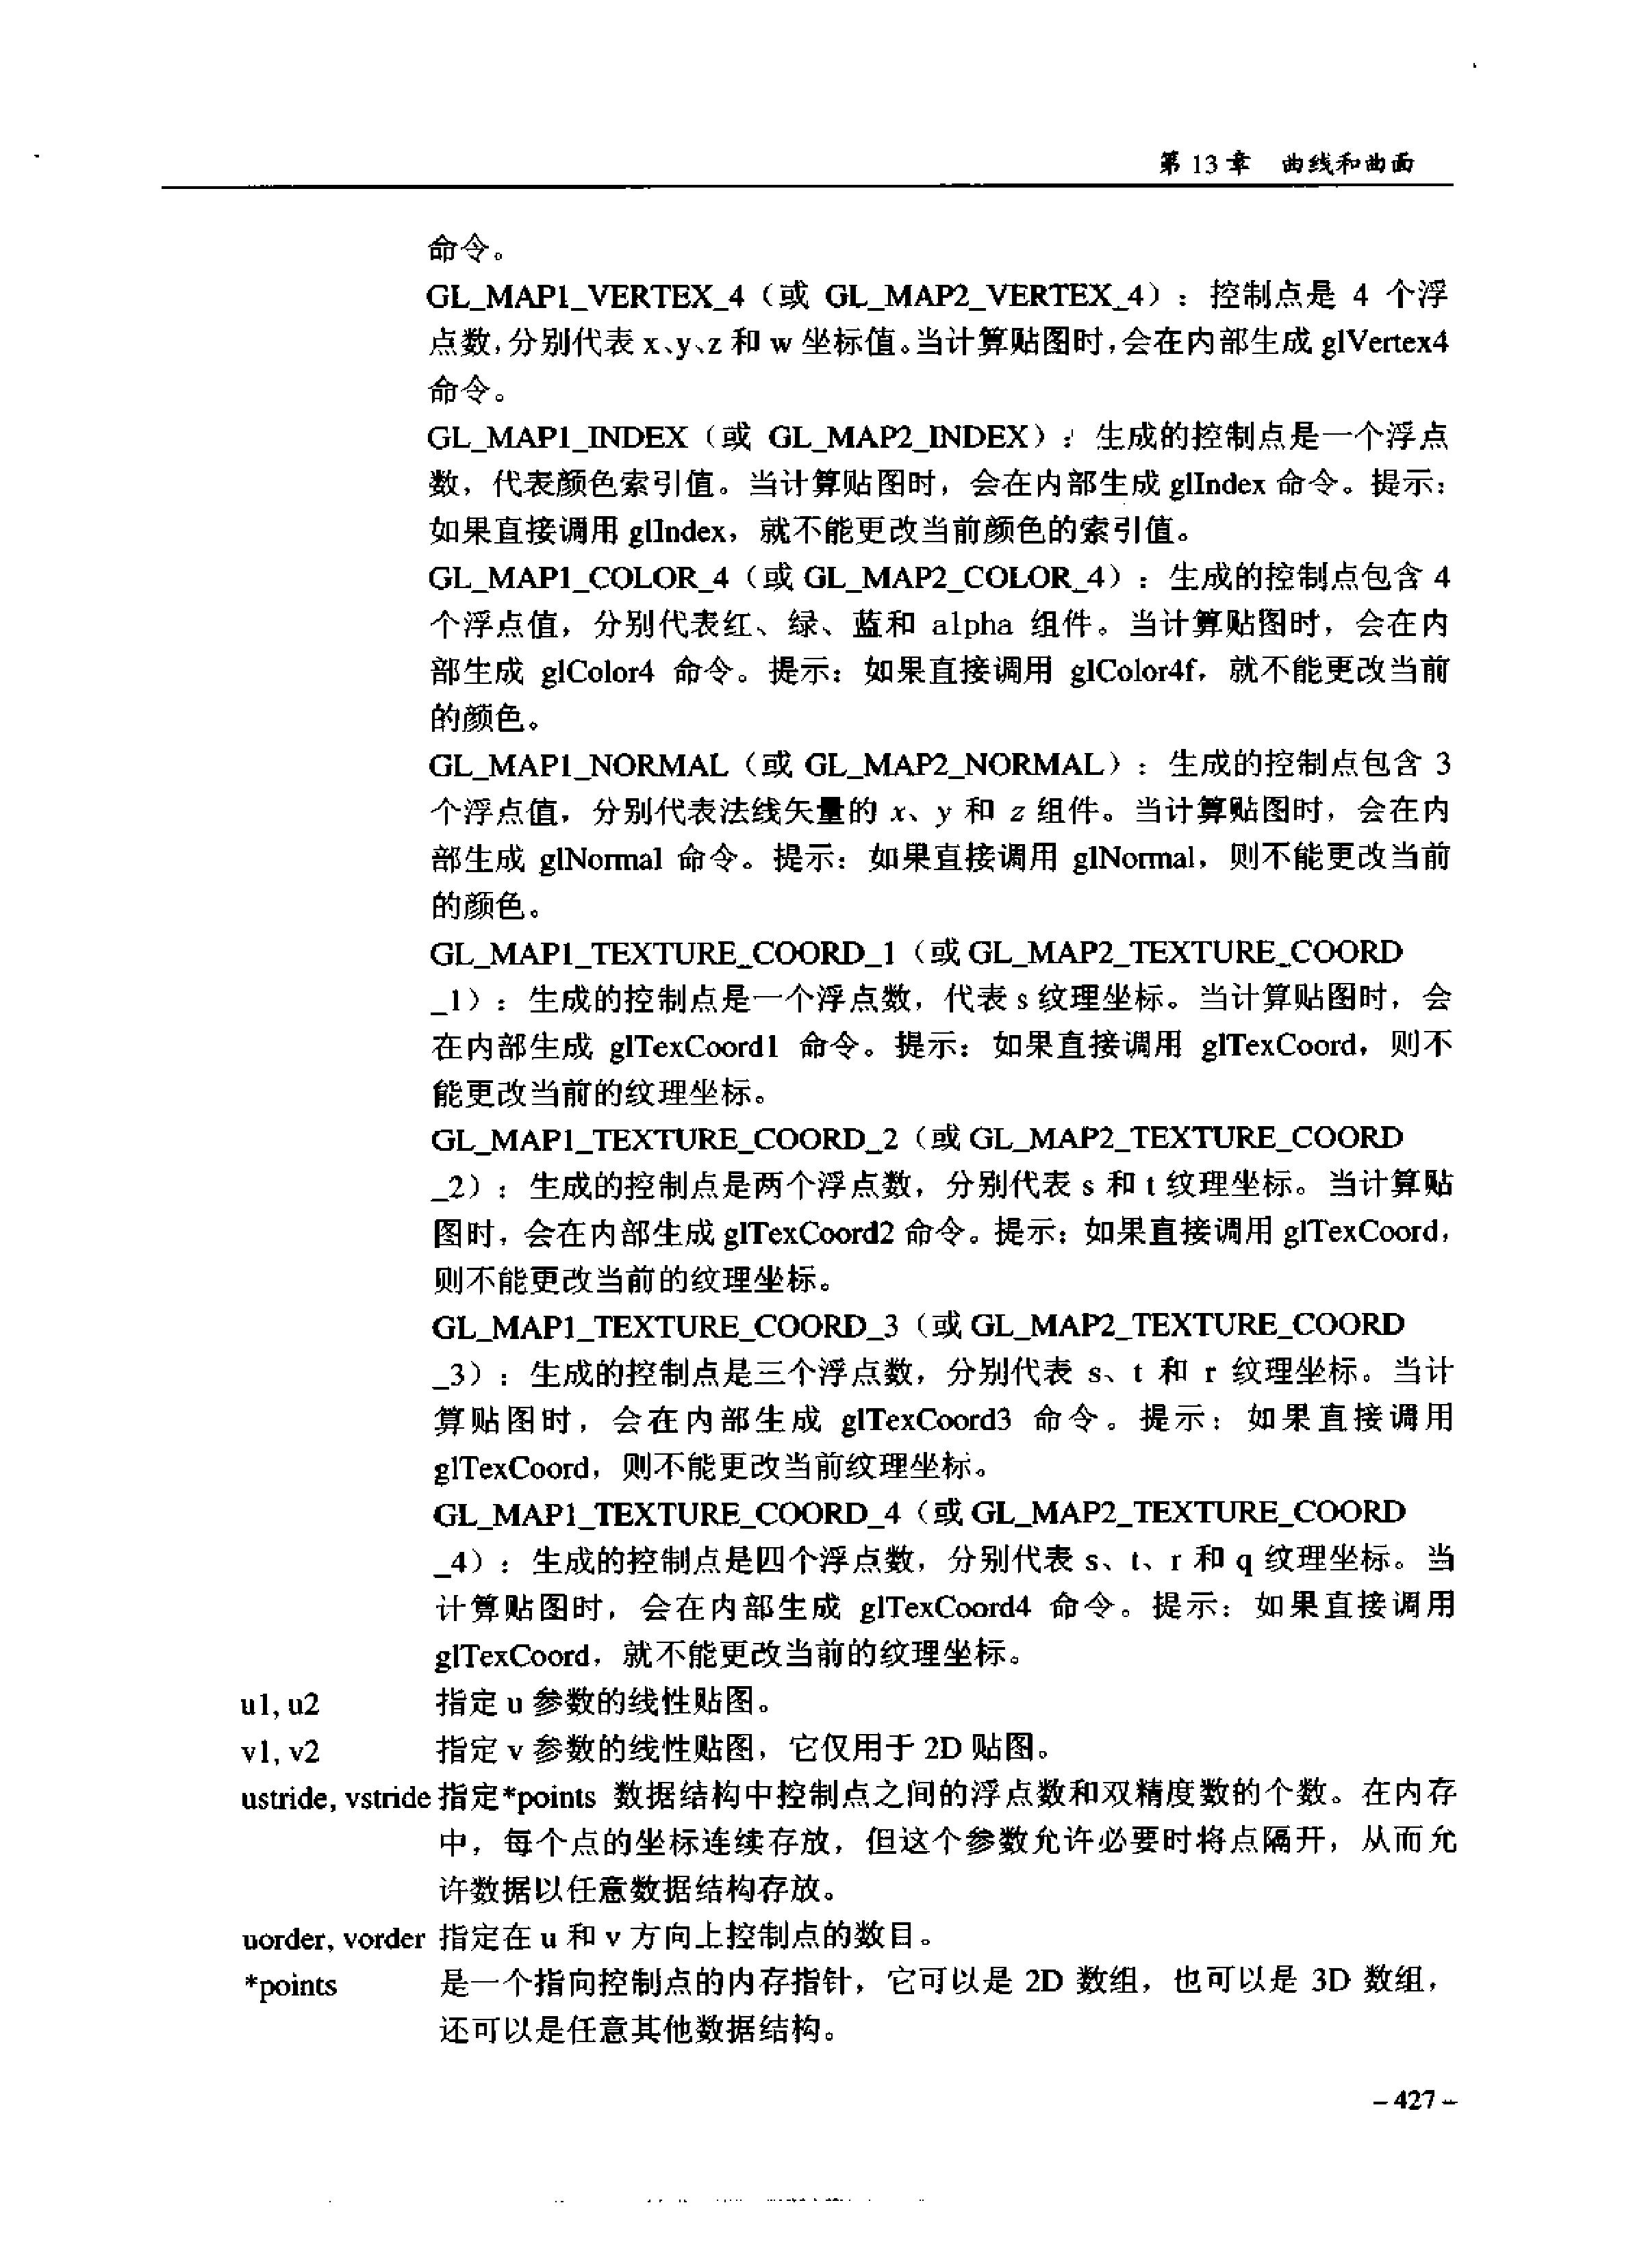 第 13 章　曲线和曲面
命令。
GL_MAP1_VERTEX_4（或 GL_MAP2_VERTEX_4）：控制点是 4 个浮
点数，分别代表 x、y、z 和 w 坐标值。当计算贴图时，会在内部生成 glVertex4
命令。
GL_MAP1_INDEX（或 GL_MAP2_INDEX）：生成的控制点是一个浮点
数，代表颜色索引值。当计算贴图时，会在内部生成 glIndex 命令。提示：
如果直接调用 glIndex，就不能更改当前颜色的索引值。
GL_MAP1_COLOR_4（或 GL_MAP2_COLOR_4）：生成的控制点包含 4
个浮点值，分别代表红、绿、蓝和 alpha 组件。当计算贴图时，会在内
部生成 glColor4 命令。提示：如果直接调用 glColor4f，就不能更改当前
的颜色。
GL_MAP1_NORMAL（或 GL_MAP2_NORMAL）：生成的控制点包含 3
个浮点值，分别代表法线矢量的 x、y 和 z 组件。当计算贴图时，会在内
部生成 glNormal 命令。提示：如果直接调用 glNormal，则不能更改当前
的颜色。
GL_MAP1_TEXTURE_COORD_1（或 GL_MAP2_TEXTURE_COORD
_1）：生成的控制点是一个浮点数，代表 s 纹理坐标。当计算贴图时，会
在内部生成 glTexCoord1 命令。提示：如果直接调用 glTexCoord，则不
能更改当前的纹理坐标。
GL_MAP1_TEXTURE_COORD_2（或 GL_MAP2_TEXTURE_COORD
_2）：生成的控制点是两个浮点数，分别代表 s 和 t 纹理坐标。当计算贴
图时，会在内部生成 glTexCoord2 命令。提示：如果直接调用 glTexCoord，
则不能更改当前的纹理坐标。
GL_MAP1_TEXTURE_COORD_3（或 GL_MAP2_TEXTURE_COORD
_3）：生成的控制点是三个浮点数，分别代表 s、t 和 r 纹理坐标。当计
算贴图时，会在内部生成 glTexCoord3 命令。提示：如果直接调用
glTexCoord，则不能更改当前纹理坐标。
GL_MAP1_TEXTURE_COORD_4（或 GL_MAP2_TEXTURE_COORD
_4）：生成的控制点是四个浮点数，分别代表 s、t、r 和 q 纹理坐标。当
计算贴图时，会在内部生成 glTexCoord4 命令。提示：如果直接调用
glTexCoord，就不能更改当前的纹理坐标。
u1, u2 指定 u 参数的线性贴图。
v1, v2 指定 v 参数的线性贴图，它仅用于 2D 贴图。
ustride, vstride 指定*points 数据结构中控制点之间的浮点数和双精度数的个数。在内存
中，每个点的坐标连续存放，但这个参数允许必要时将点隔开，从而允
许数据以任意数据结构存放。
uorder, vorder 指定在 u 和 v 方向上控制点的数目。
*points 是一个指向控制点的内存指针，它可以是 2D 数组，也可以是 3D 数组，
还可以是任意其他数据结构。
– 427 –